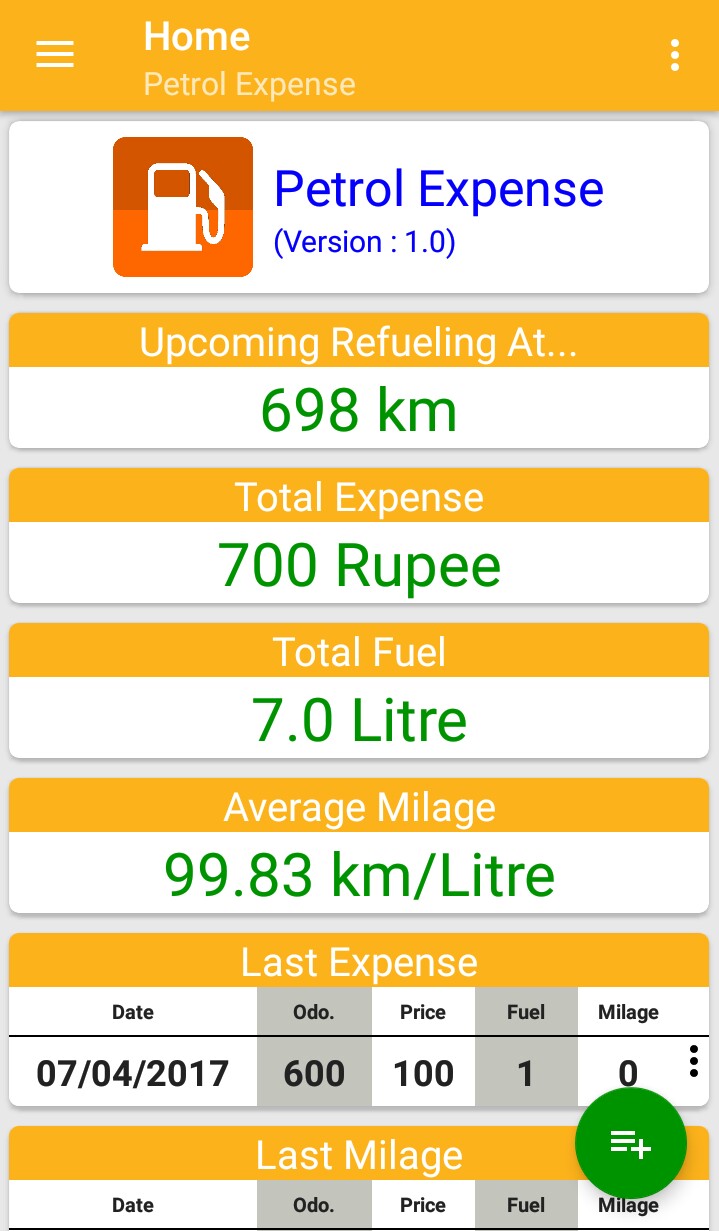 Home
Petrol Expense
Petrol Expense
(Version : 1.0)
Upcoming Refueling At...
698 km
Total Expense
700 Rupee
Total Fuel
7.0 Litre
Average Milage
99.83 km/Litre
Last Expense
Date Odo. Price Fuel Milage
07/04/2017 600 100 1 0
Last Milage
Date Odo. Price Fuel Milage